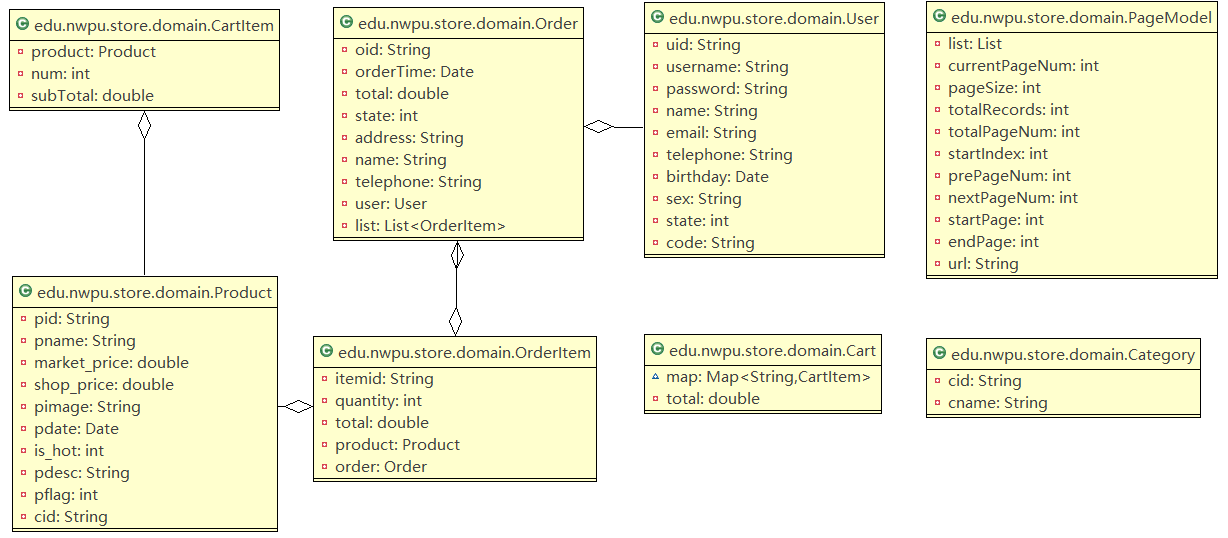 edu.nwpu.store.domain.CartItem
product: Product
num: int
subTotal: double
edu.nwpu.store.domain.Order
oid: String
orderTime: Date
total: double
state: int
address: String
name: String
telephone: String
user: User
list: List<OrderItem>
edu.nwpu.store.domain.User
uid: String
username: String
password: String
name: String
email: String
telephone: String
birthday: Date
sex: String
state: int
code: String
edu.nwpu.store.domain.PageModel
list: List
currentPageNum: int
pageSize: int
totalRecords: int
totalPageNum: int
startIndex: int
prePageNum: int
nextPageNum: int
startPage: int
endPage: int
url: String
edu.nwpu.store.domain.Product
pid: String
pname: String
market_price: double
shop_price: double
pimage: String
pdate: Date
is_hot: int
pdesc: String
pflag: int
cid: String
edu.nwpu.store.domain.OrderItem
itemid: String
quantity: int
total: double
product: Product
order: Order
edu.nwpu.store.domain.Cart
map: Map<String,CartItem>
total: double
edu.nwpu.store.domain.Category
cid: String
cname: String